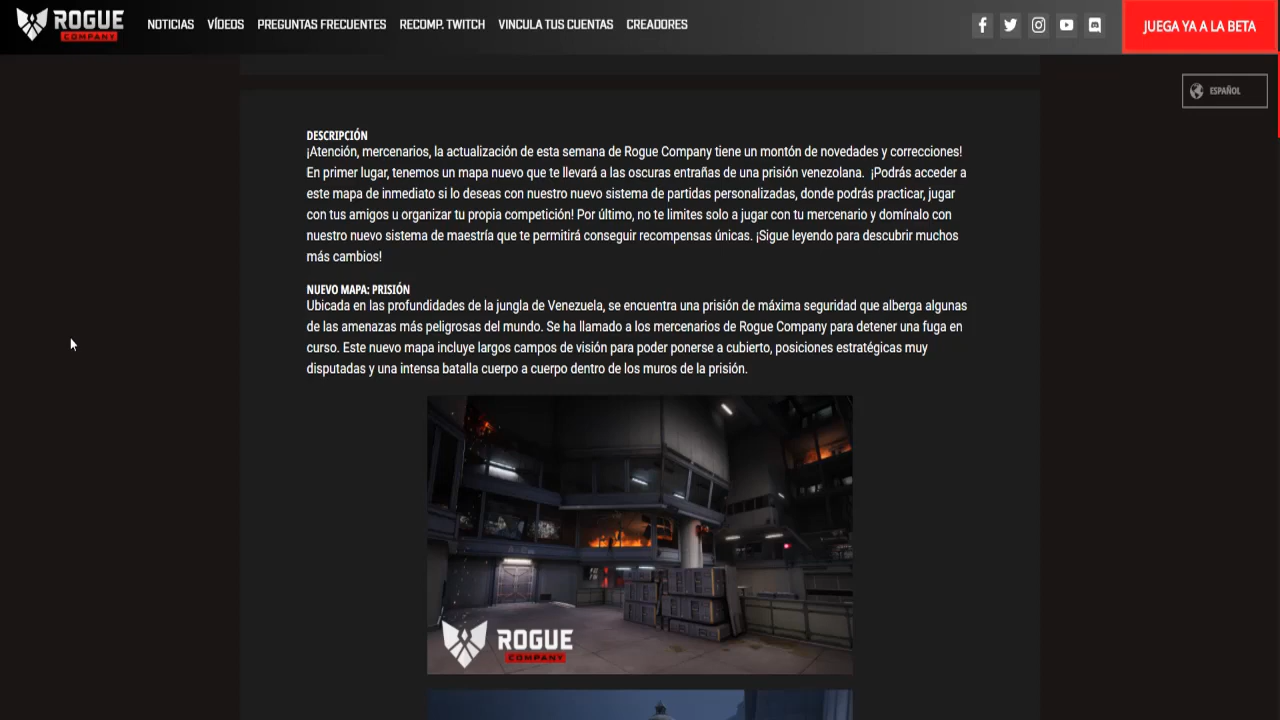 ROGUE
COMPANY
NOTICIAS
VÍDEOS
PREGUNTAS FRECUENTES
RECOMP. TWITCH
VINCULA TUS CUENTAS
CREADORES
JUEGA YA A LA BETA
ESPAÑOL
DESCRIPCIÓN
¡Atención, mercenarios, la actualización de esta semana de Rogue Company tiene un montón de novedades y correcciones!
En primer lugar, tenemos un mapa nuevo que te llevará a las oscuras entrañas de una prisión venezolana. ¡Podrás acceder a
este mapa de inmediato si lo deseas con nuestro nuevo sistema de partidas personalizadas, donde podrás practicar, jugar
con tus amigos u organizar tu propia competición! Por último, no te limites solo a jugar con tu mercenario y domínalo con
nuestro nuevo sistema de maestría que te permitirá conseguir recompensas únicas. ¡Sigue leyendo para descubrir muchos
más cambios!
NUEVO MAPA: PRISIÓN
Ubicada en las profundidades de la jungla de Venezuela, se encuentra una prisión de máxima seguridad que alberga algunas
de las amenazas más peligrosas del mundo. Se ha llamado a los mercenarios de Rogue Company para detener una fuga en
curso. Este nuevo mapa incluye largos campos de visión para poder ponerse a cubierto, posiciones estratégicas muy
disputadas y una intensa batalla cuerpo a cuerpo dentro de los muros de la prisión.
ROGUE
COMPANY